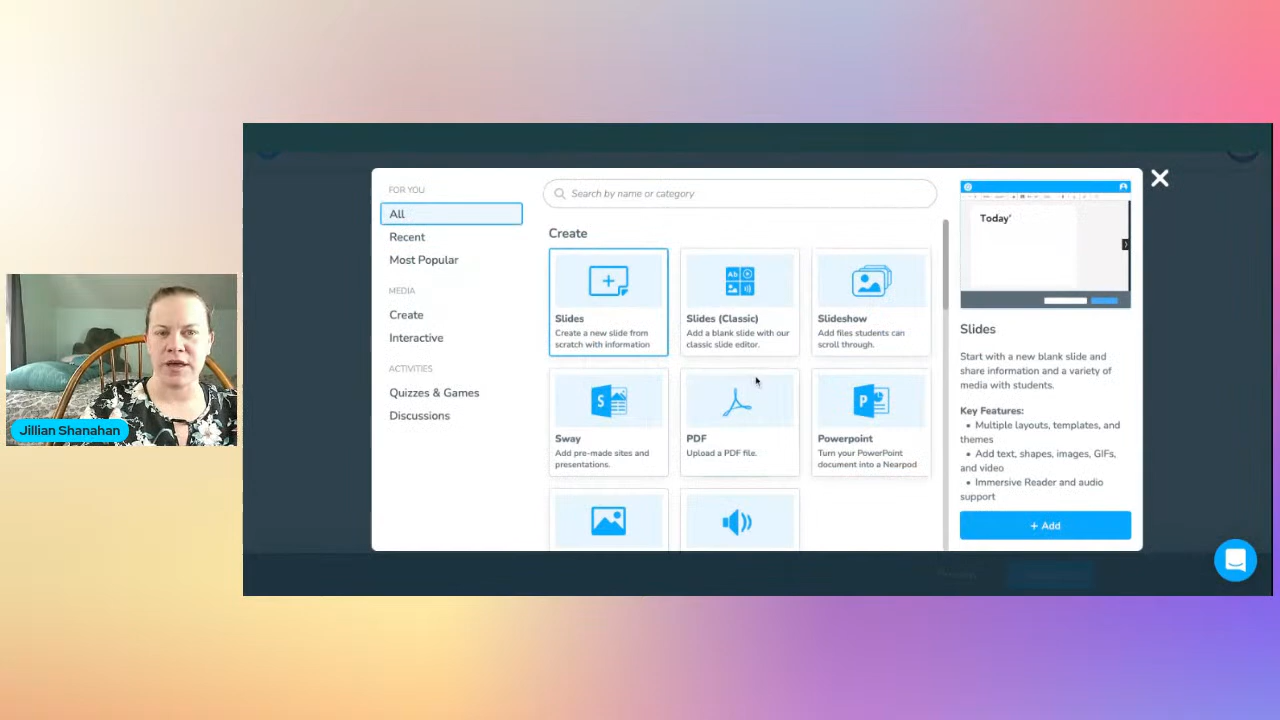 FOR YOU
All
Recent
Most Popular
MEDIA
Create
Interactive
ACTIVITIES
Quizzes & Games
Discussions
Search by name or category
Create
Slides
Create a new slide from
scratch with information
Slides (Classic)
Add a blank slide with our
classic slide editor.
Slideshow
Add files students can
scroll through.
Sway
Add pre-made sites and
presentations.
PDF
Upload a PDF file.
Powerpoint
Turn your PowerPoint
document into a Nearpod
Today'
Slides
Start with a new blank slide and
share information and a variety of
media with students.
Key Features:
• Multiple layouts, templates, and
themes
• Add text, shapes, images, GIFs,
and video
• Immersive Reader and audio
support
+ Add
Jillian Shanahan